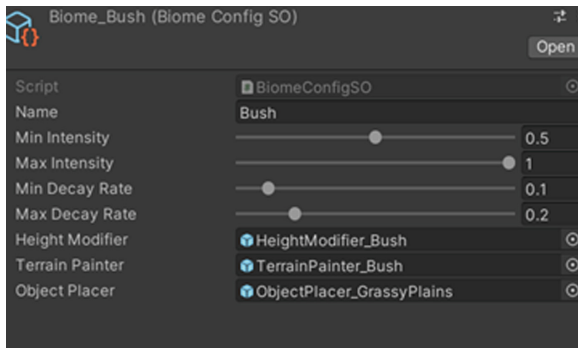 Biome_Bush (Biome Config SO)
Open
Script BiomeConfigSO
Name Bush
Min Intensity 0.5
Max Intensity 1
Min Decay Rate 0.1
Max Decay Rate 0.2
Height Modifier HeightModifier_Bush
Terrain Painter TerrainPainter_Bush
Object Placer ObjectPlacer_GrassyPlains